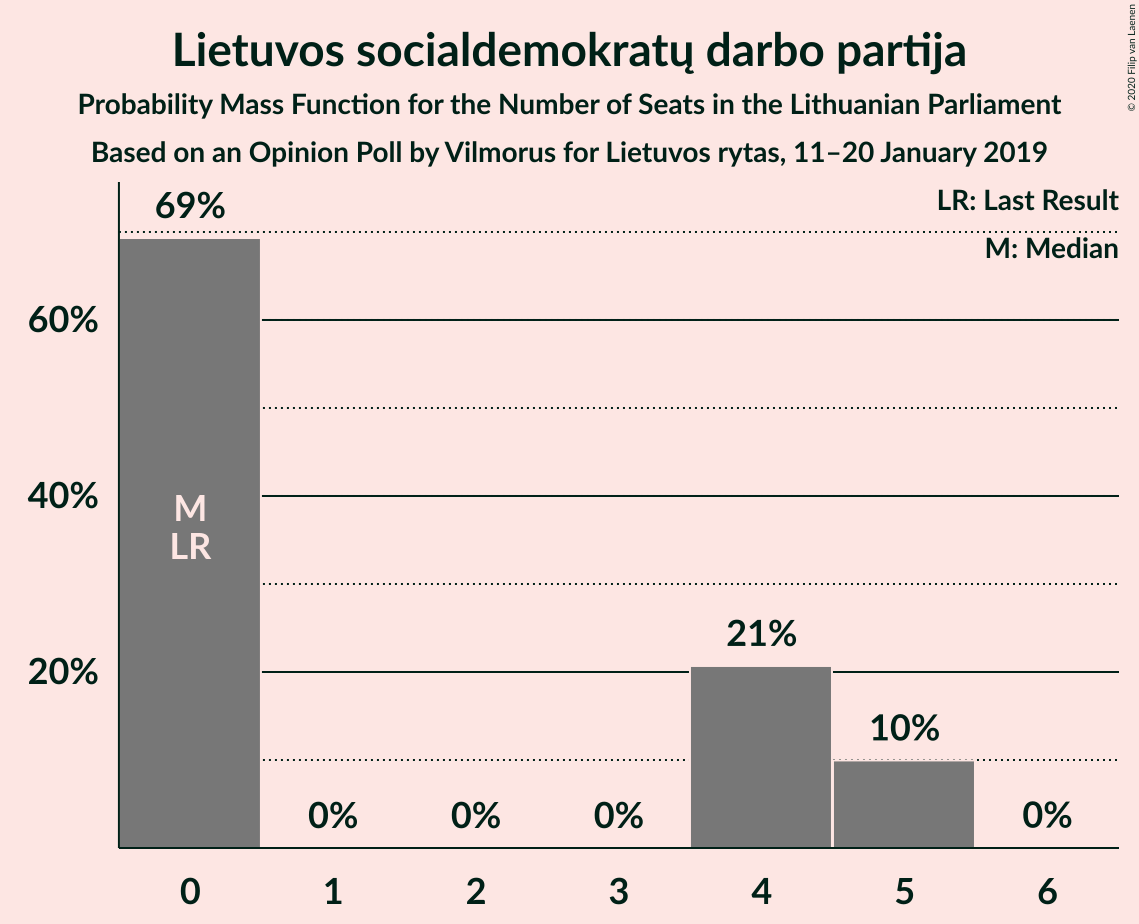 Lietuvos socialdemokratų darbo partija
Probability Mass Function for the Number of Seats in the Lithuanian Parliament
Based on an Opinion Poll by Vilmorus for Lietuvos rytas, 11–20 January 2019
© 2020 Filip van Laenen
LR: Last Result
M: Median
69%
60%
40%
20%
M
LR
0%
0%
0%
21%
10%
0%
0
1
2
3
4
5
6